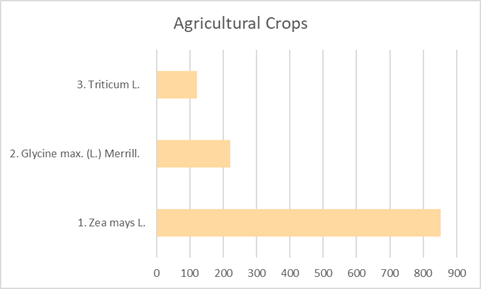 Agricultural Crops
3. Triticum L.
2. Glycine max. (L.) Merrill.
1. Zea mays L.
0 100 200 300 400 500 600 700 800 900